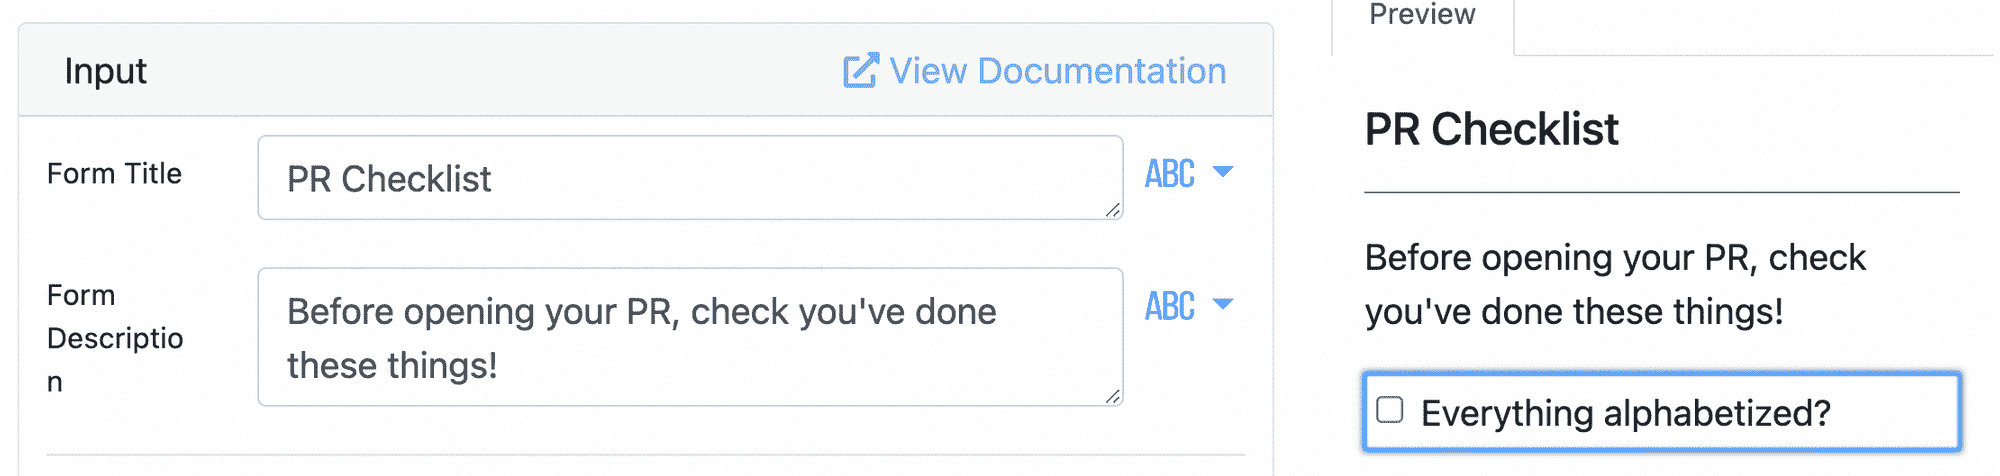 Input
View Documentation
Form Title
PR Checklist
ABC
Form
Descriptio
n
Before opening your PR, check you've done
these things!
ABC
Preview
PR Checklist
Before opening your PR, check
you've done these things!
Everything alphabetized?